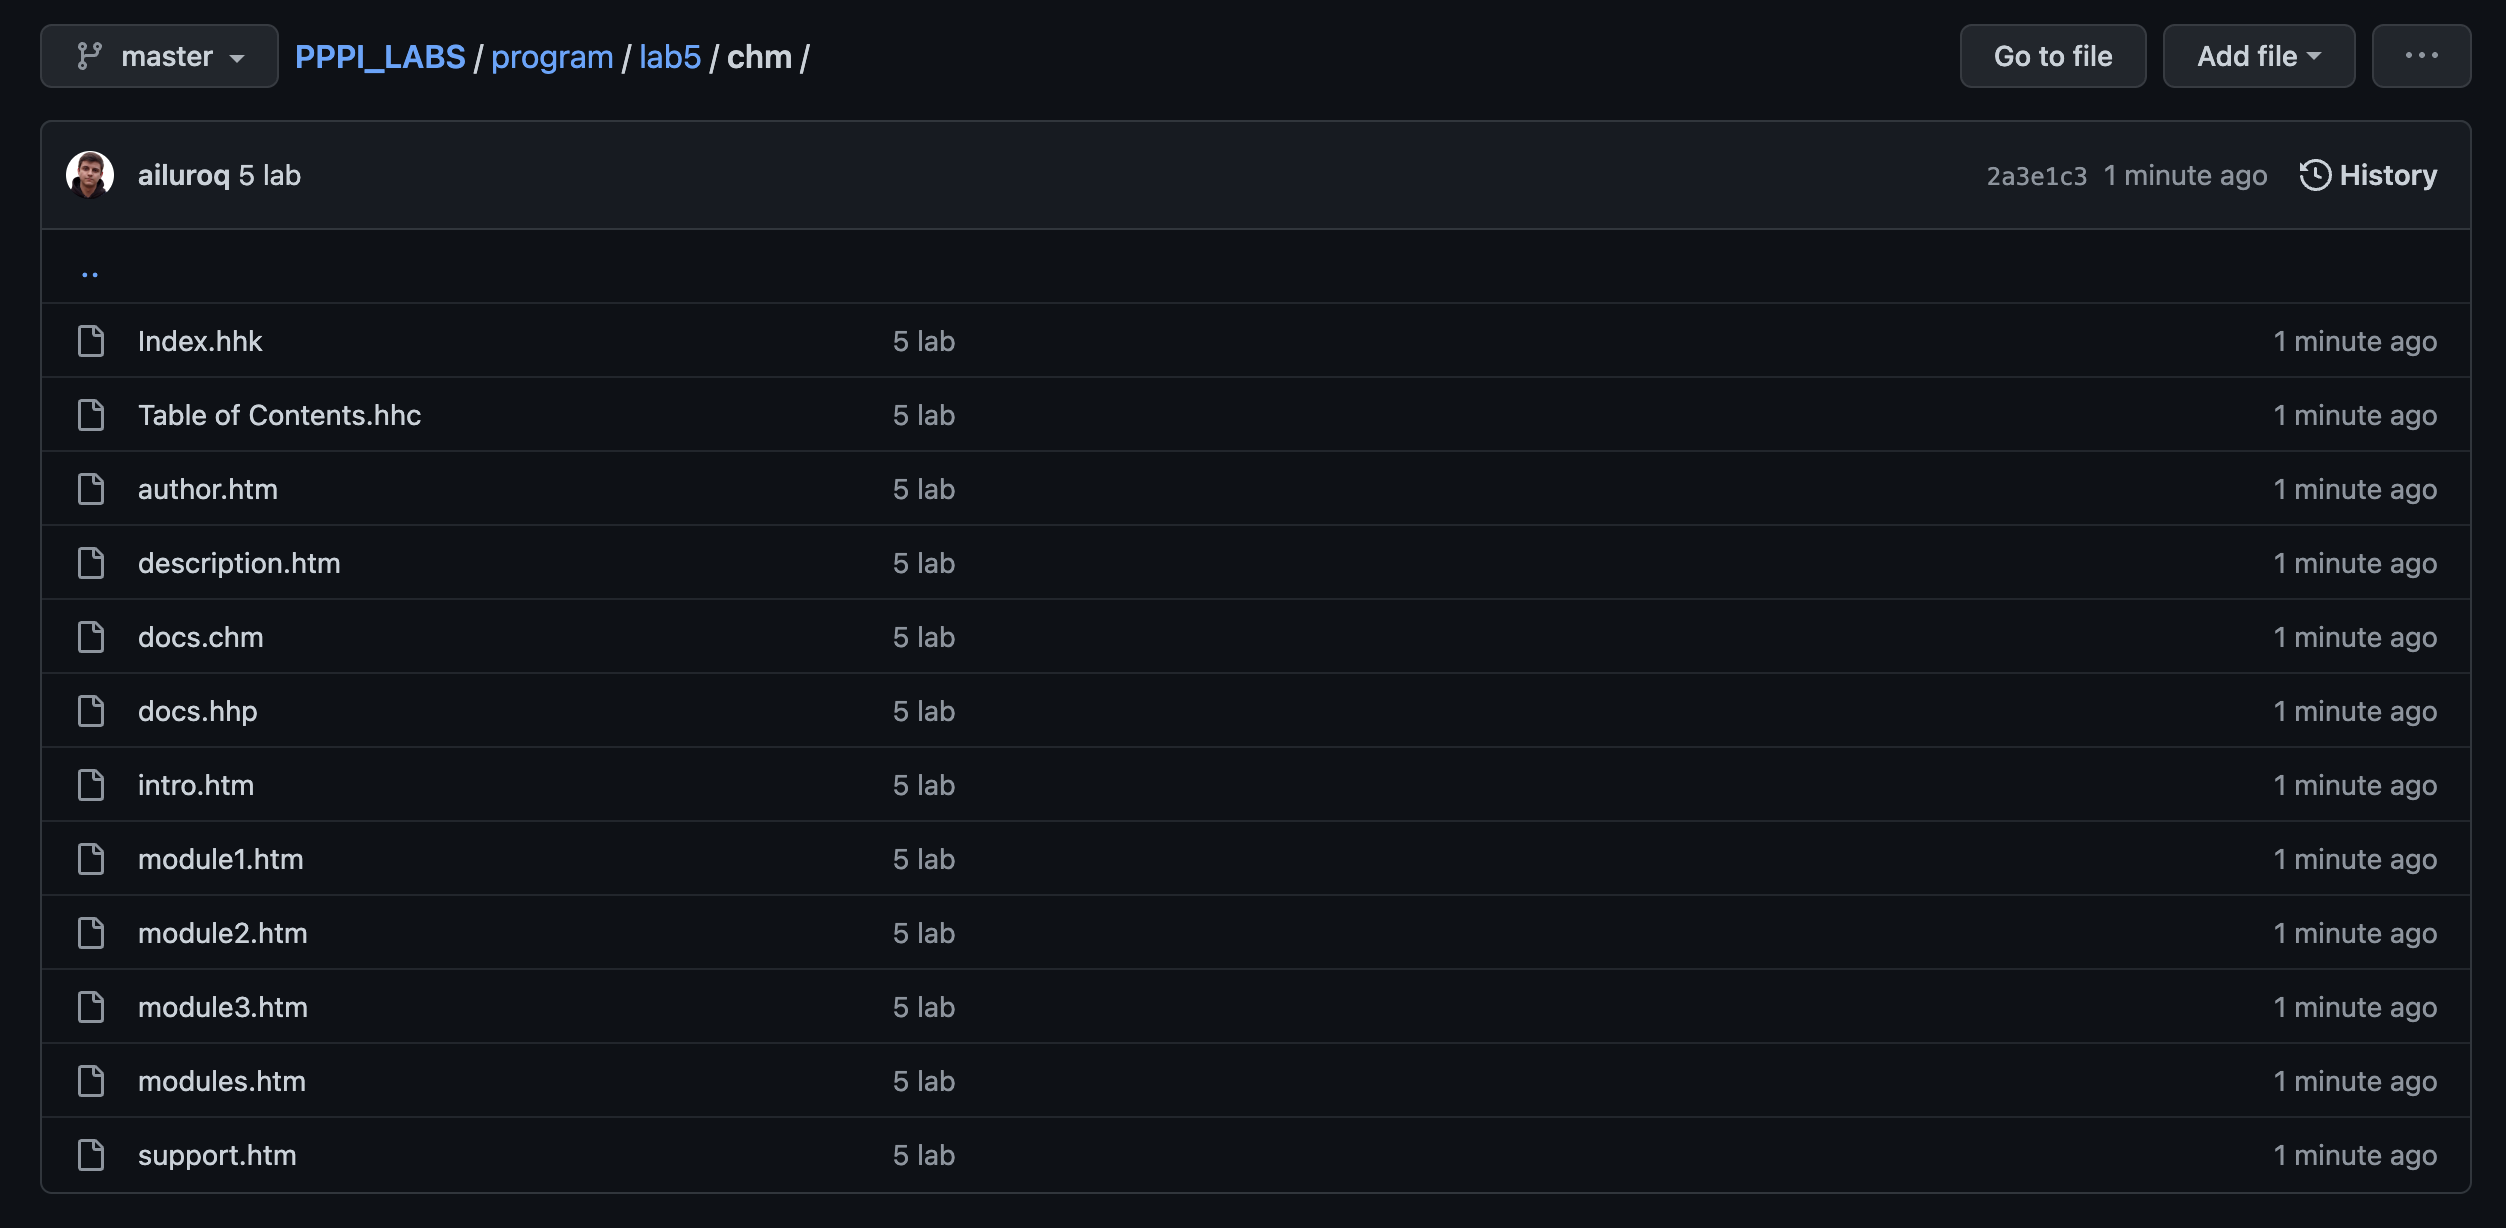 master PPPI_LABS / program / lab5 / chm / Go to file Add file ...
ailuroq 5 lab 2a3e1c3 1 minute ago History
..
Index.hhk 5 lab 1 minute ago
Table of Contents.hhc 5 lab 1 minute ago
author.htm 5 lab 1 minute ago
description.htm 5 lab 1 minute ago
docs.chm 5 lab 1 minute ago
docs.hhp 5 lab 1 minute ago
intro.htm 5 lab 1 minute ago
module1.htm 5 lab 1 minute ago
module2.htm 5 lab 1 minute ago
module3.htm 5 lab 1 minute ago
modules.htm 5 lab 1 minute ago
support.htm 5 lab 1 minute ago